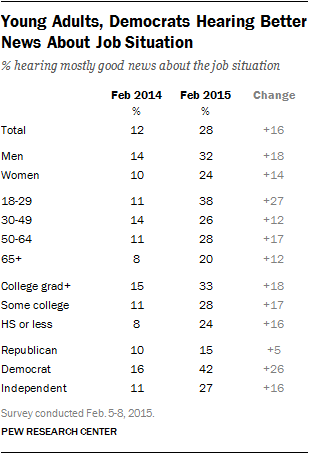 Young Adults, Democrats Hearing Better
News About Job Situation
% hearing mostly good news about the job situation
Feb 2014 Feb 2015 Change
% %
Total 12 28 +16
Men 14 32 +18
Women 10 24 +14
18-29 11 38 +27
30-49 14 26 +12
50-64 11 28 +17
65+ 8 20 +12
College grad+ 15 33 +18
Some college 11 28 +17
HS or less 8 24 +16
Republican 10 15 +5
Democrat 16 42 +26
Independent 11 27 +16
Survey conducted Feb. 5-8, 2015.
PEW RESEARCH CENTER